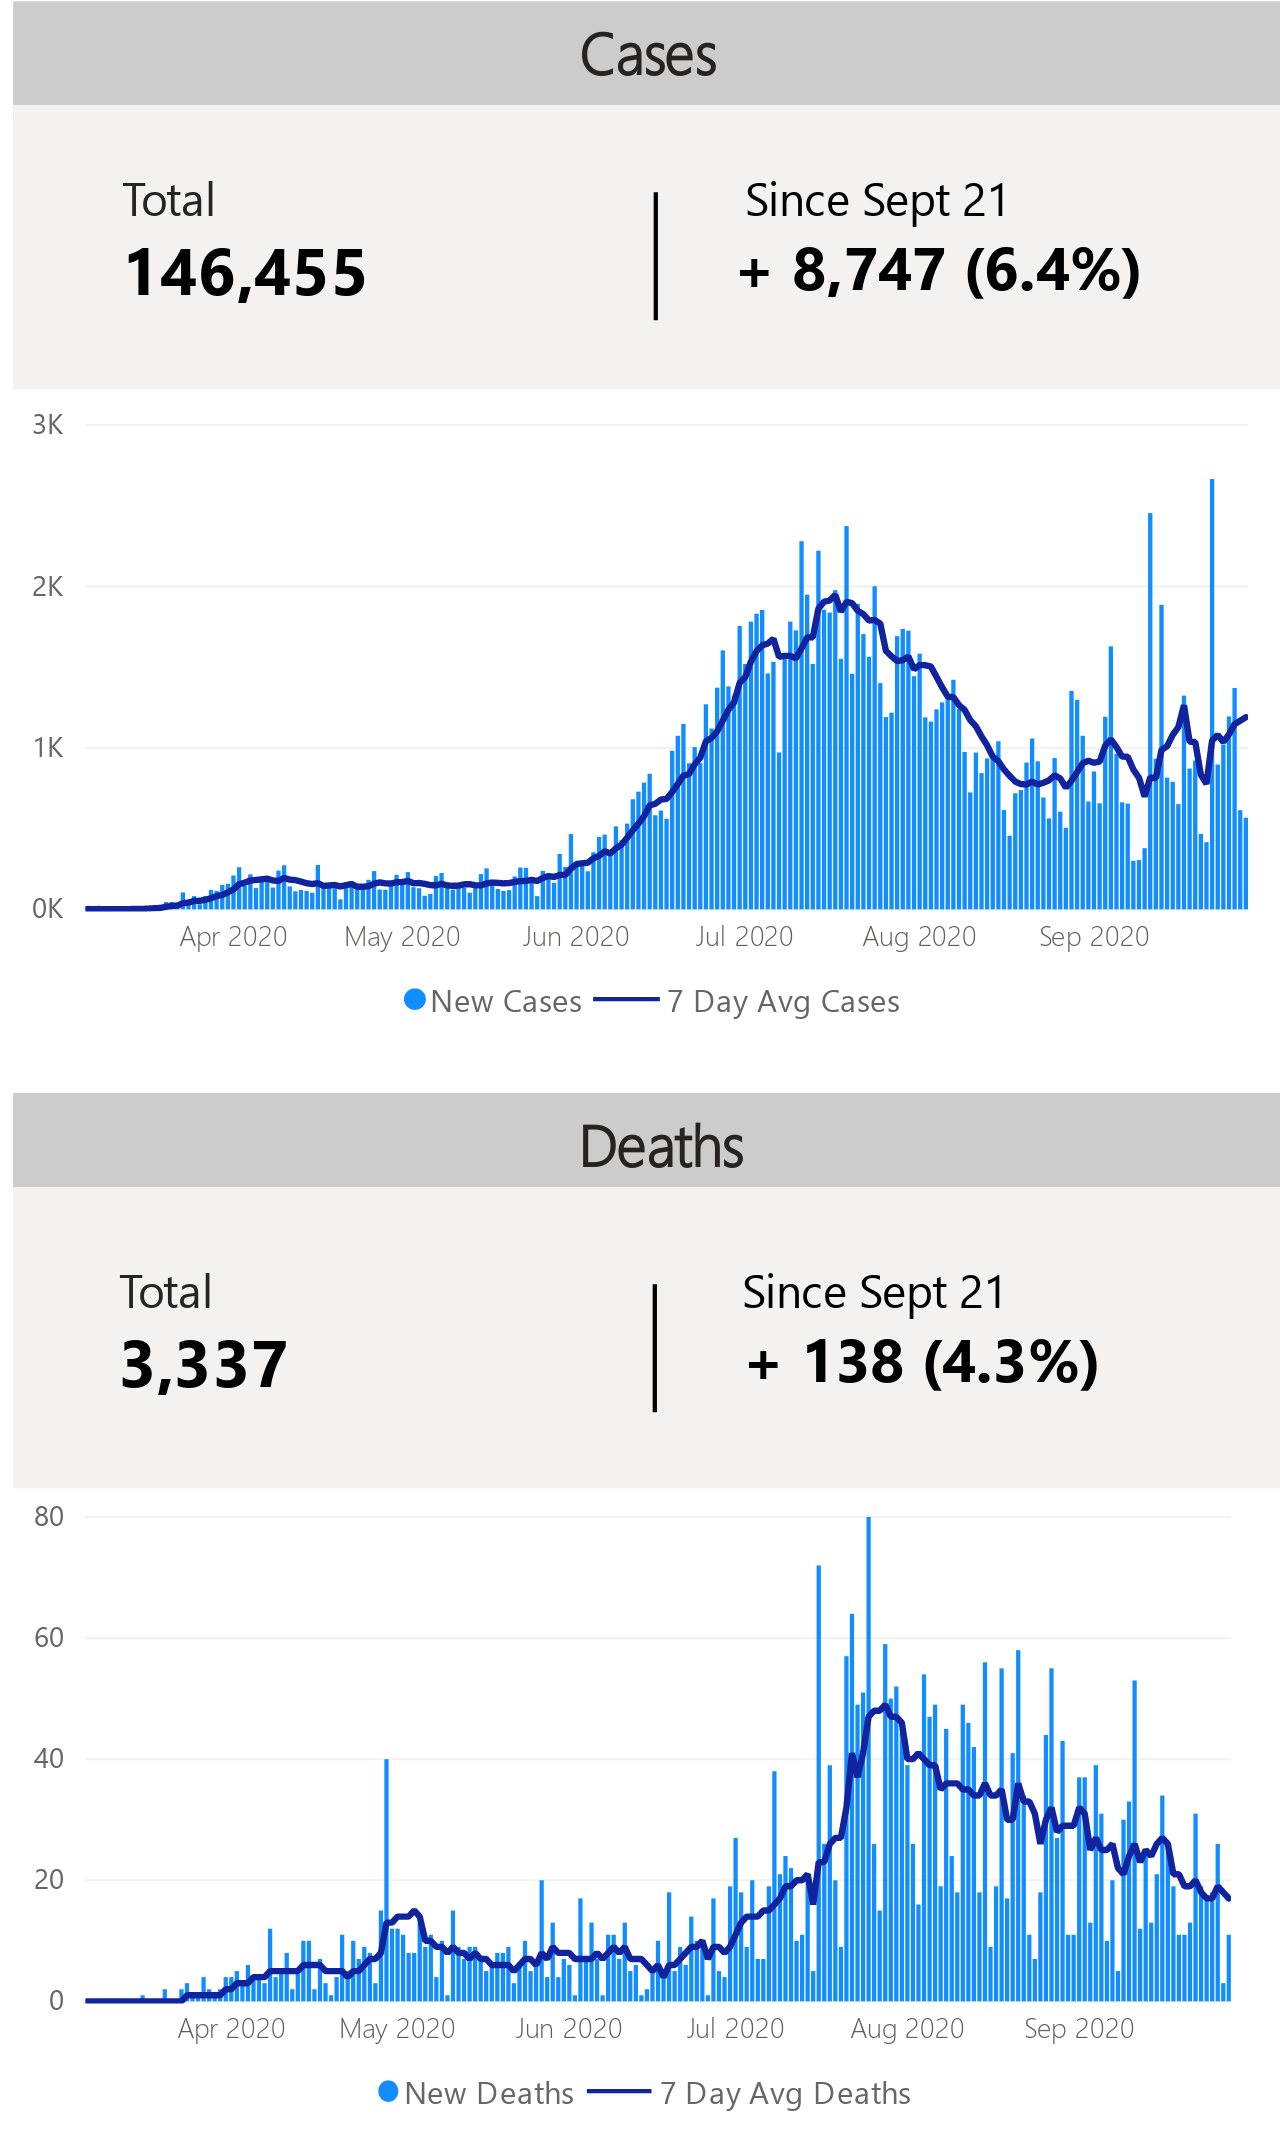 Cases
Total
146,455
Since Sept 21
+ 8,747 (6.4%)
3K
2K
1K
0K
Apr 2020 May 2020 Jun 2020 Jul 2020 Aug 2020 Sep 2020
New Cases 7 Day Avg Cases
Deaths
Total
3,337
Since Sept 21
+ 138 (4.3%)
80
60
40
20
0
Apr 2020 May 2020 Jun 2020 Jul 2020 Aug 2020 Sep 2020
New Deaths 7 Day Avg Deaths